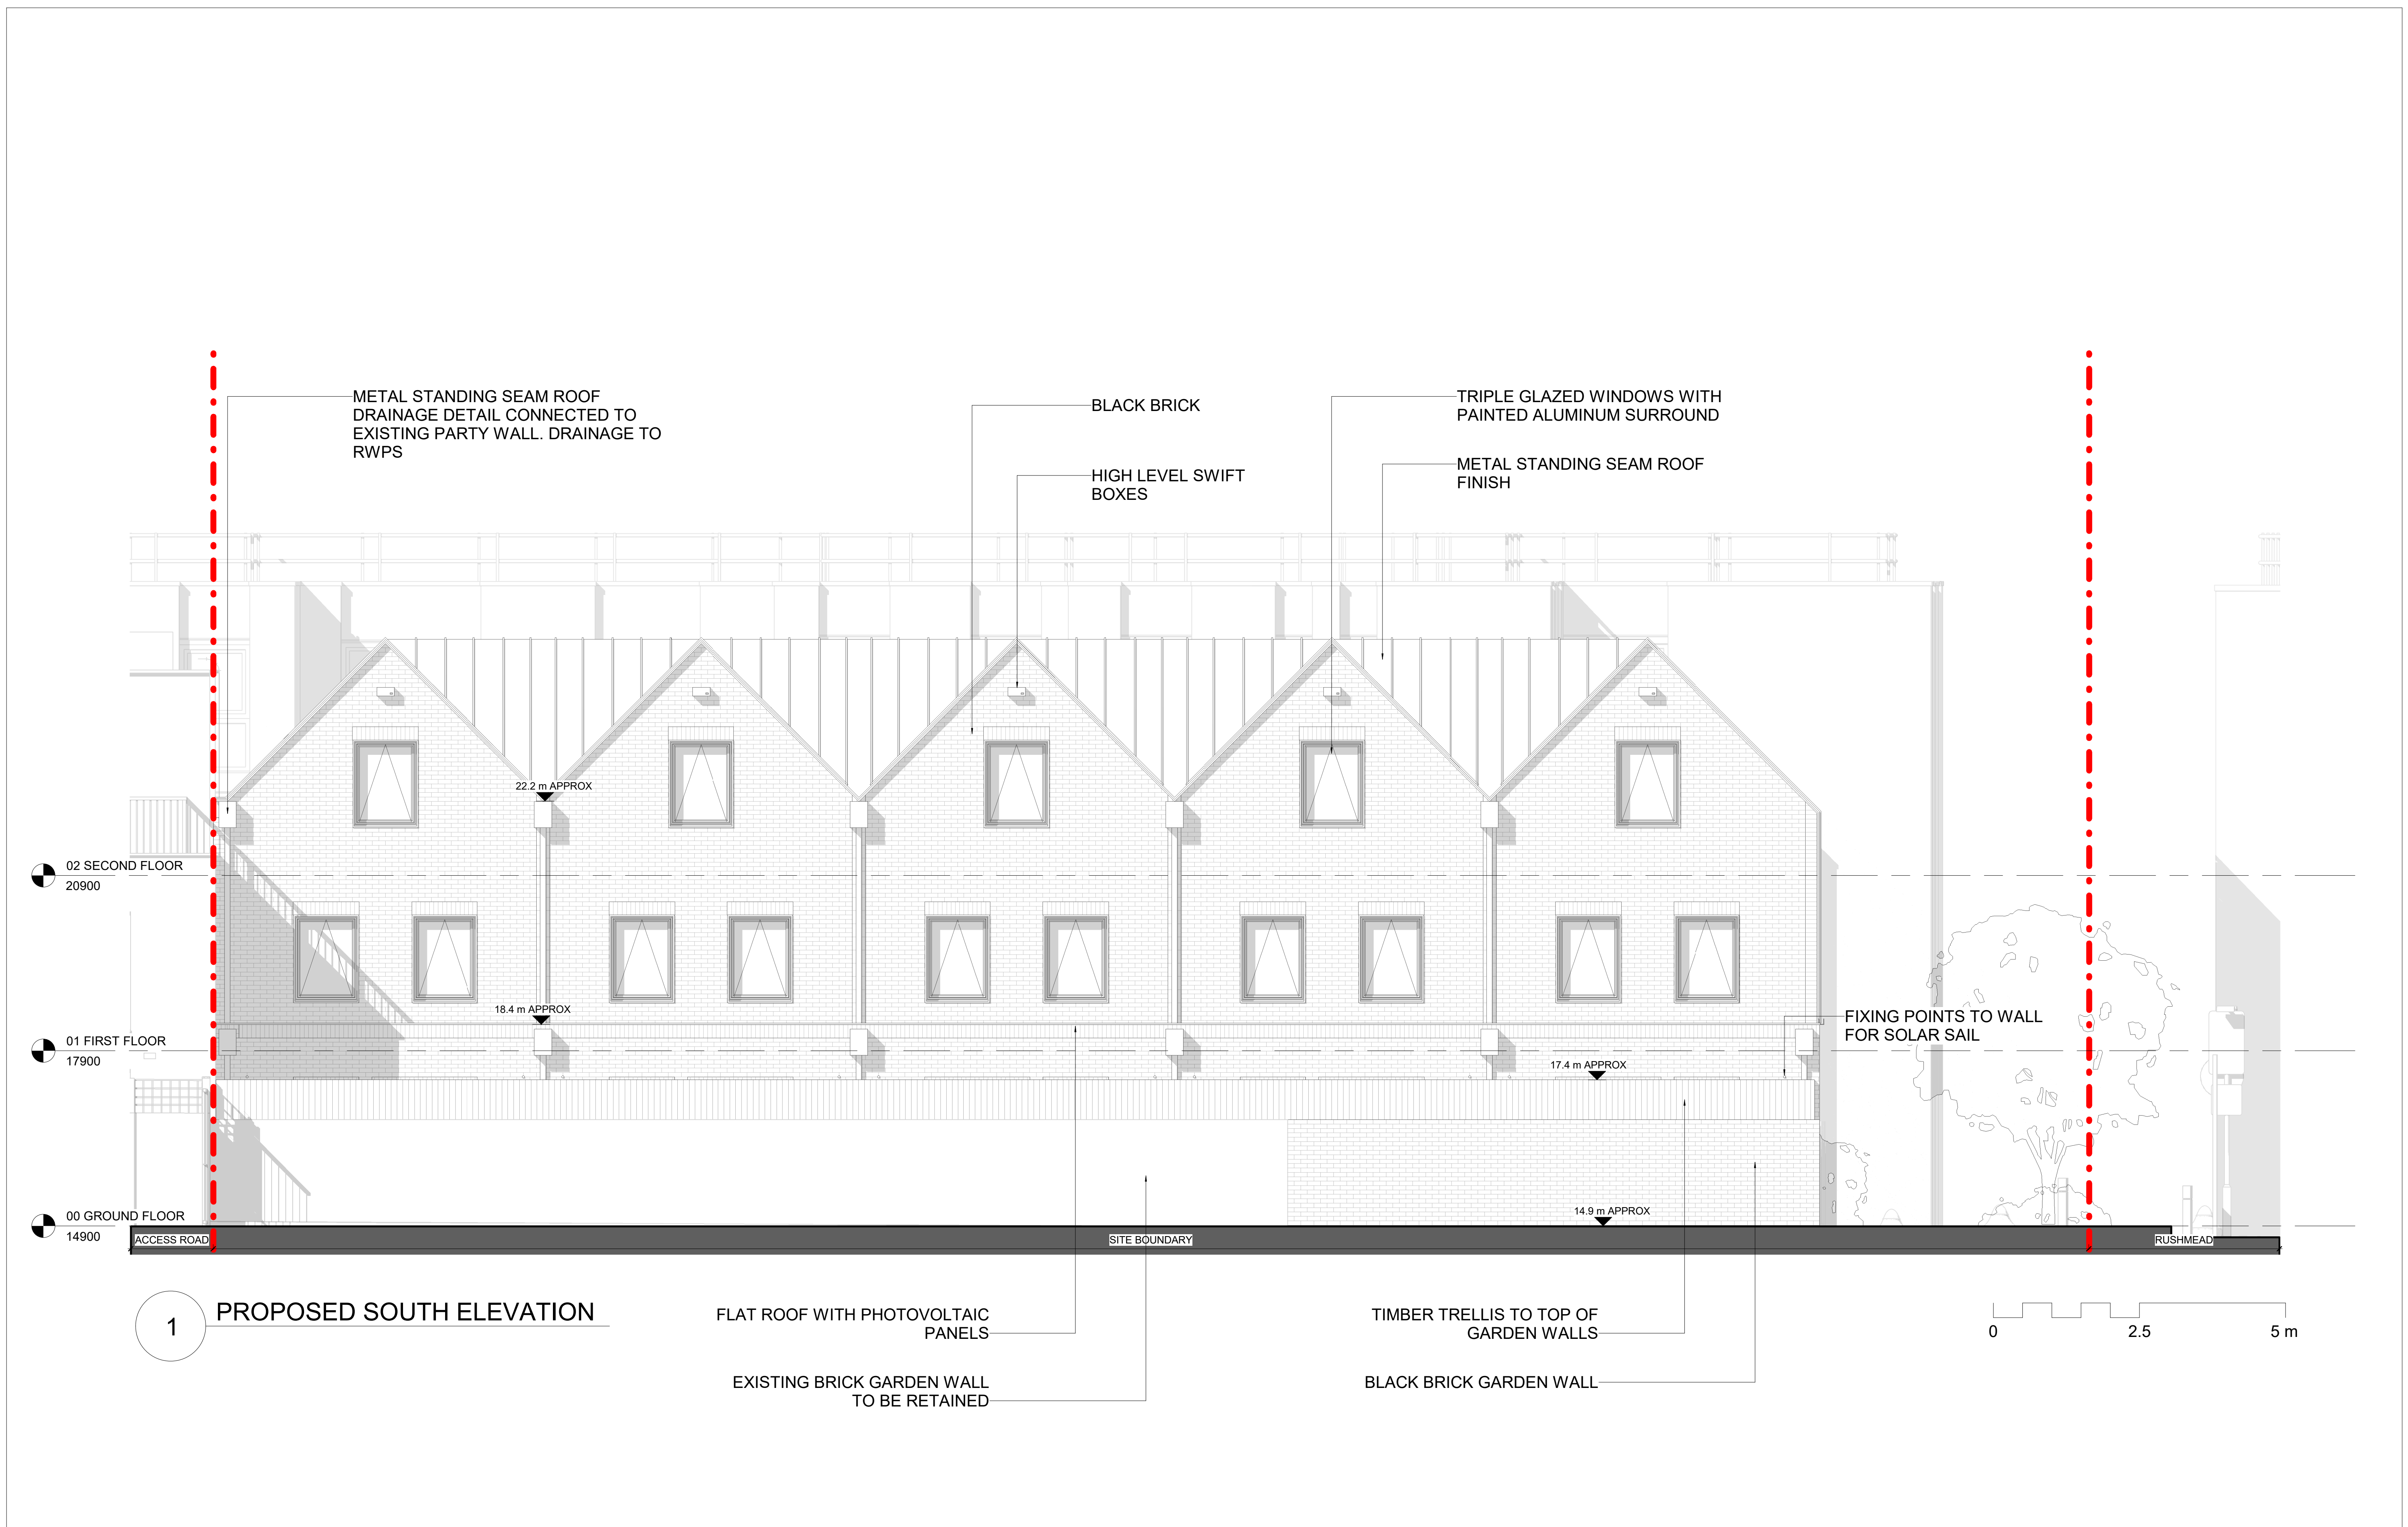 METAL STANDING SEAM ROOF
DRAINAGE DETAIL CONNECTED TO
EXISTING PARTY WALL. DRAINAGE TO
RWPS
BLACK BRICK
HIGH LEVEL SWIFT
BOXES
TRIPLE GLAZED WINDOWS WITH
PAINTED ALUMINUM SURROUND
METAL STANDING SEAM ROOF
FINISH
22.2 m APPROX
02 SECOND FLOOR
20900
18.4 m APPROX
FIXING POINTS TO WALL
FOR SOLAR SAIL
01 FIRST FLOOR
17900
17.4 m APPROX
00 GROUND FLOOR
14900
14.9 m APPROX
ACCESS ROAD
SITE BOUNDARY
RUSHMEAD
1
PROPOSED SOUTH ELEVATION
FLAT ROOF WITH PHOTOVOLTAIC
PANELS
EXISTING BRICK GARDEN WALL
TO BE RETAINED
TIMBER TRELLIS TO TOP OF
GARDEN WALLS
BLACK BRICK GARDEN WALL
0
2.5
5 m